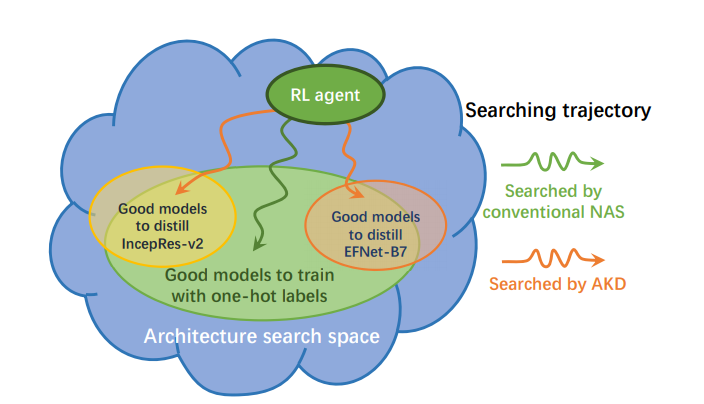 RL agent
Searching trajectory
Searched by
conventional NAS
Searched by AKD
Good models
to distill
IncepRes-v2
Good models
to distill
EFNet-B7
Good models to train
with one-hot labels
Architecture search space